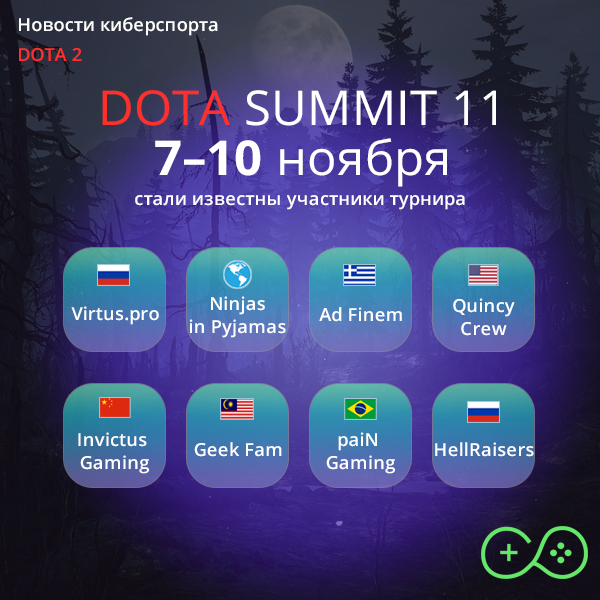 Новости киберспорта
DOTA 2
DOTA SUMMIT 11
7–10 ноября
стали известны участники турнира
Virtus.pro
Ninjas
in Pyjamas
Ad Finem
Quincy
Crew
Invictus
Gaming
Geek Fam
paiN
Gaming
HellRaisers